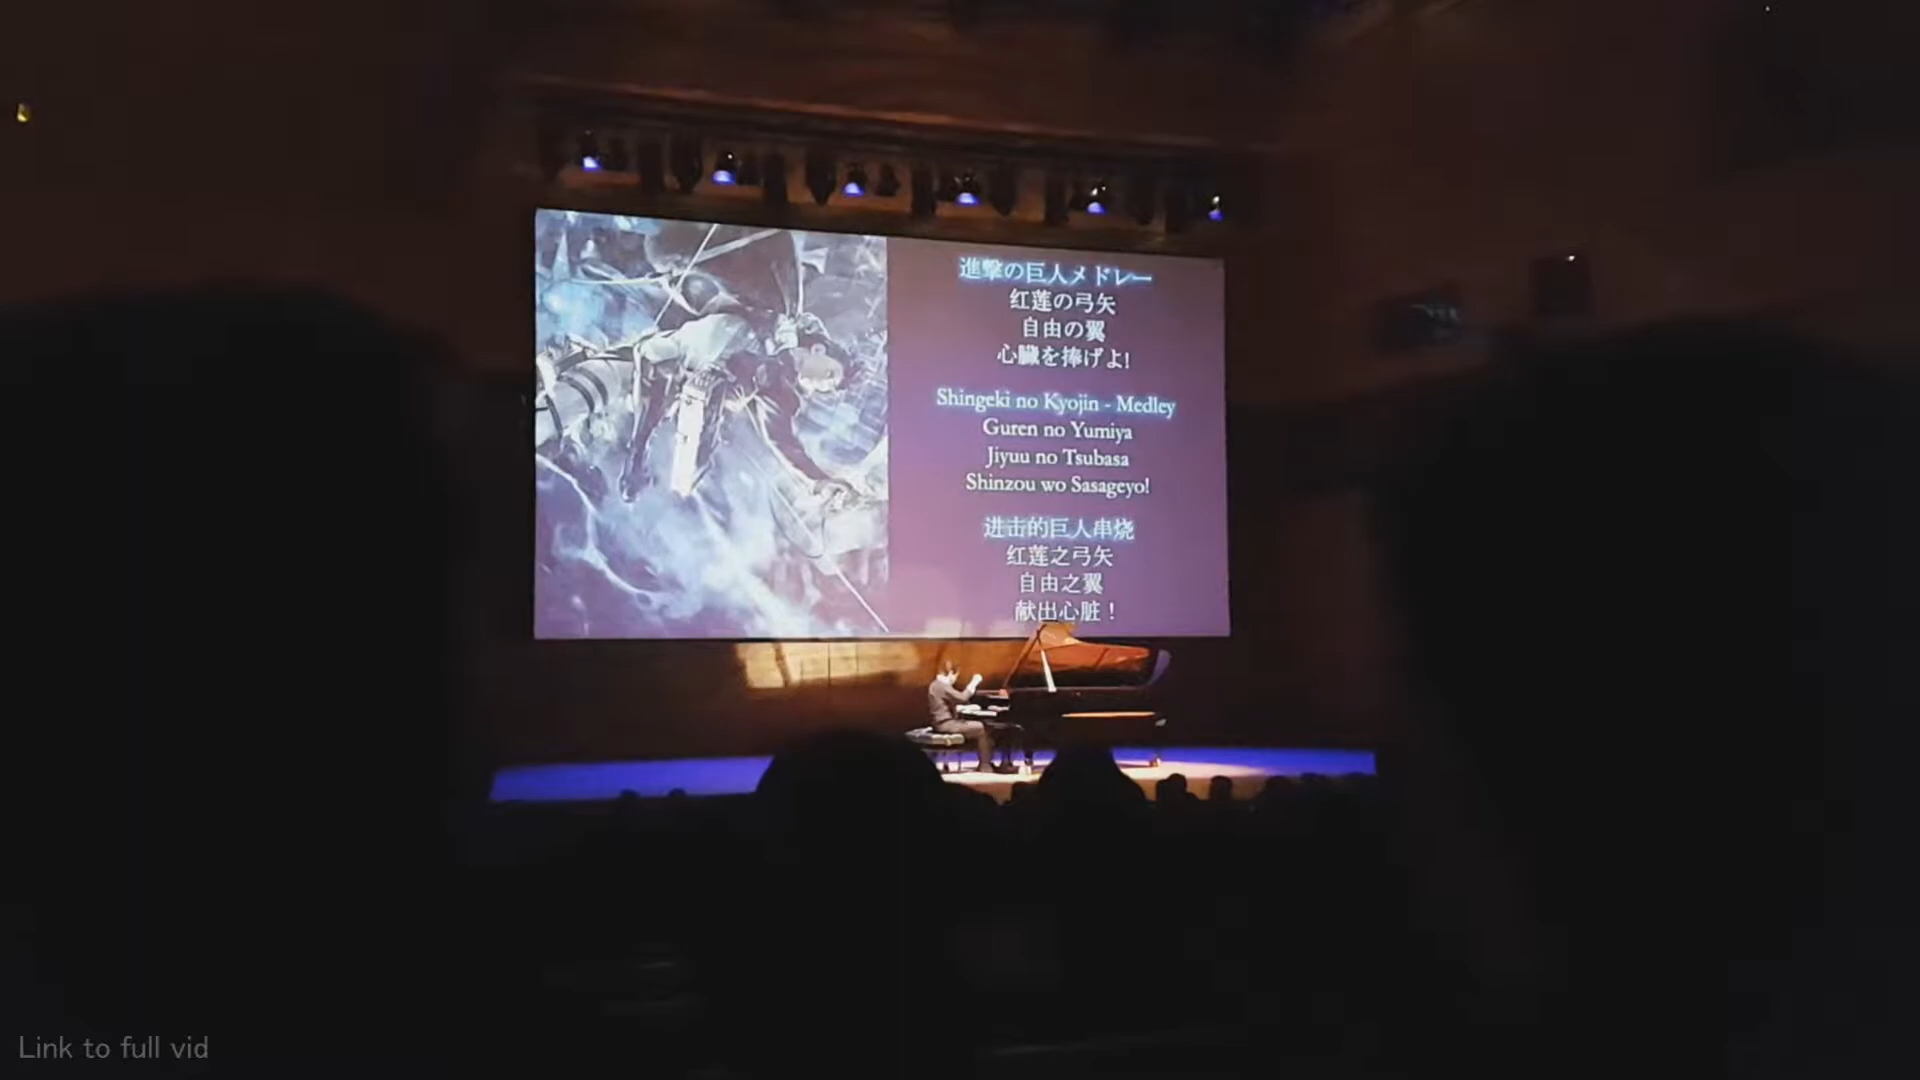 進撃の巨人メドレー
红莲の弓矢
自由の翼
心臓を捧げよ!
Shingeki no Kyojin - Medley
Guren no Yumiya
Jiyuu no Tsubasa
Shinzou wo Sasageyo!
进击的巨人串烧
红莲之弓矢
自由之翼
献出心脏！
Link to full vid